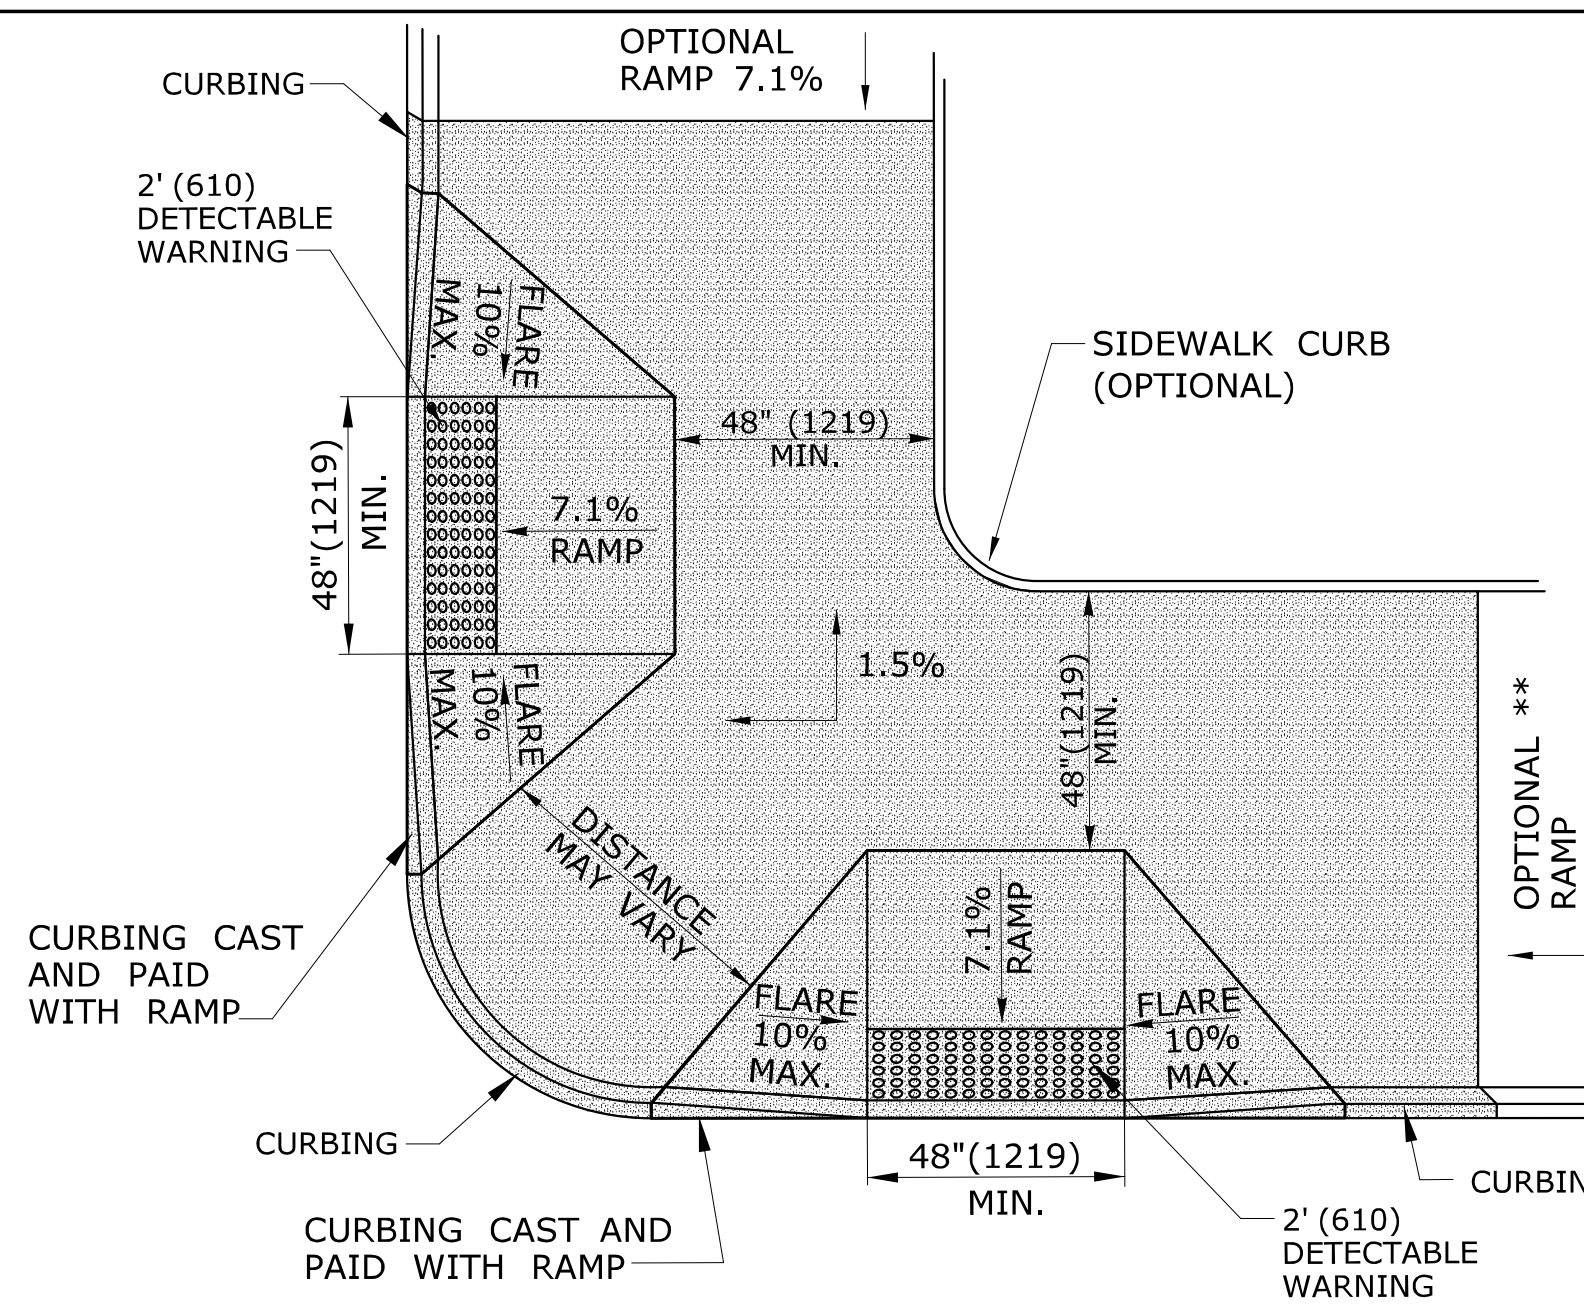 OPTIONAL
RAMP 7.1%
CURBING
2' (610)
DETECTABLE
WARNING
FLARE
10%
MAX.
SIDEWALK CURB
(OPTIONAL)
48" (1219)
MIN.
48"(1219)
MIN.
7.1%
RAMP
FLARE
10%
MAX.
1.5%
48"(1219)
MIN.
OPTIONAL **
RAMP
DISTANCE
MAY VARY
7.1%
RAMP
CURBING CAST
AND PAID
WITH RAMP
FLARE
10%
MAX.
FLARE
10%
MAX.
CURBING
48"(1219)
MIN.
CURBIN
CURBING CAST AND
PAID WITH RAMP
2' (610)
DETECTABLE
WARNING